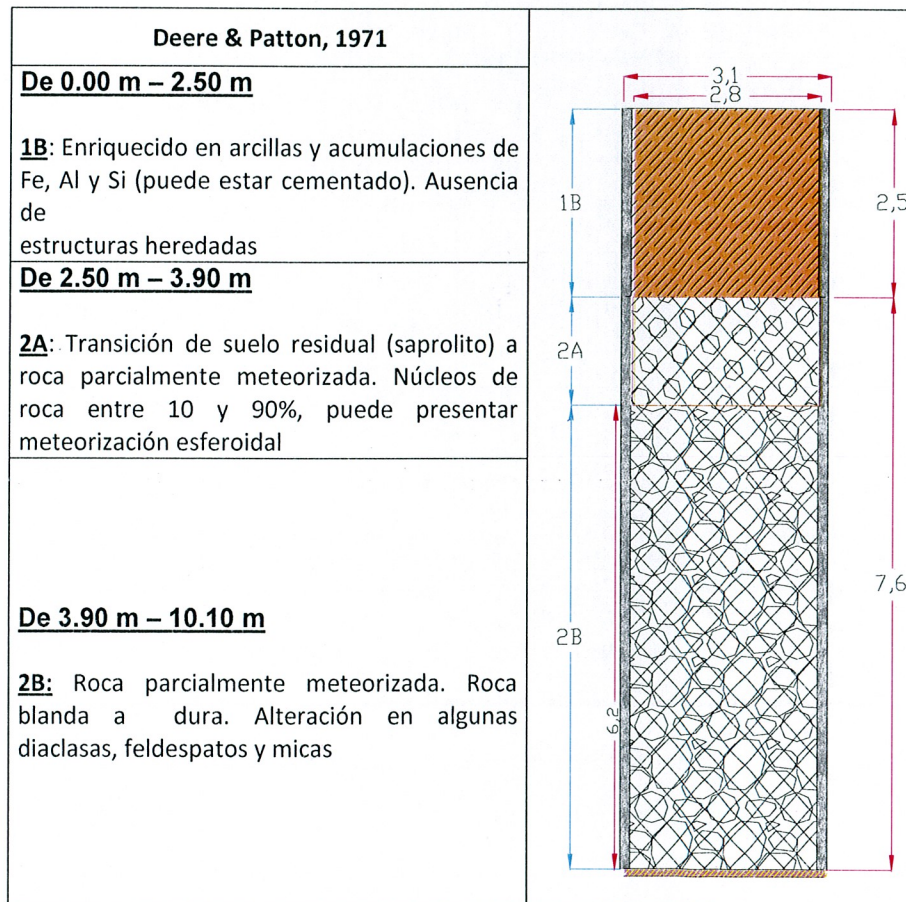 Deere & Patton, 1971
De 0.00 m – 2.50 m
1B: Enriquecido en arcillas y acumulaciones de
Fe, Al y Si (puede estar cementado). Ausencia
de
estructuras heredadas
De 2.50 m – 3.90 m
2A: Transición de suelo residual (saprolito) a
roca parcialmente meteorizada. Núcleos de
roca entre 10 y 90%, puede presentar
meteorización esferoidal
De 3.90 m – 10.10 m
2B: Roca parcialmente meteorizada. Roca
blanda a dura. Alteración en algunas
diaclasas, feldespatos y micas
3,1
2,8
1B
2,5
2A
7,6
2B
6,2